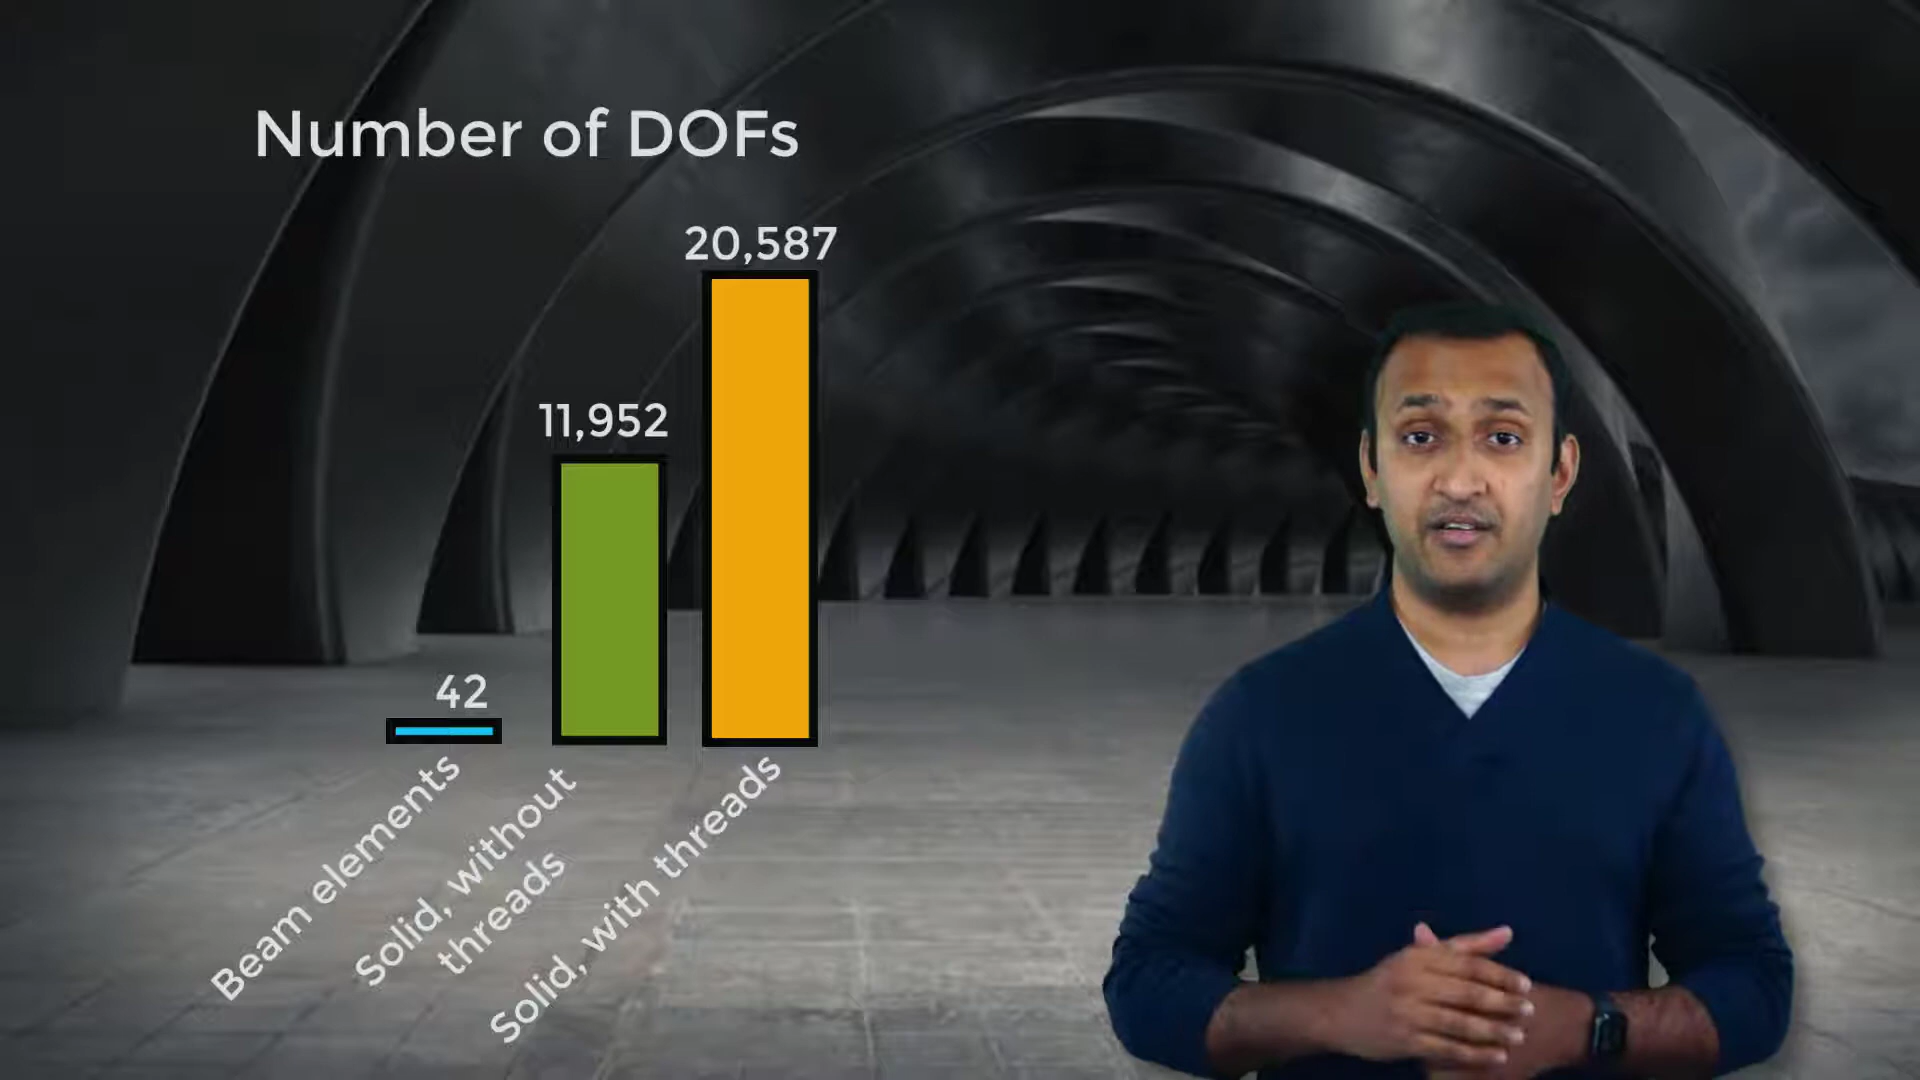 Number of DOFs
20,587
11,952
42
Beam elements
Solid, without
threads
Solid, with threads